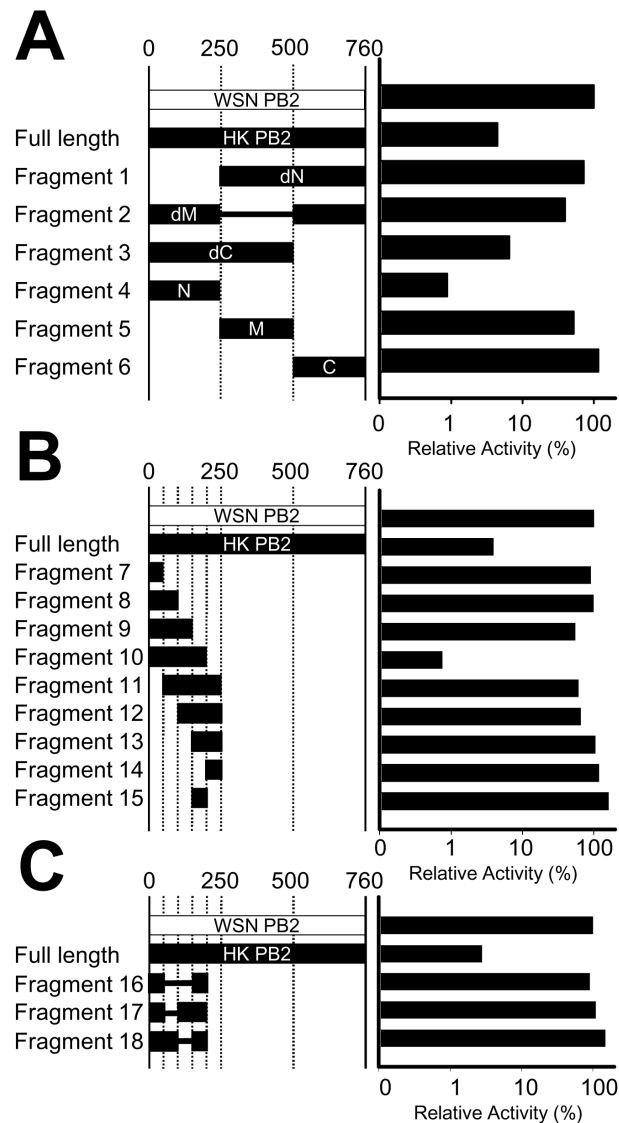 A
0 250 500 760
WSN PB2
Full length HK PB2
Fragment 1 dN
Fragment 2 dM
Fragment 3 dC
Fragment 4 N
Fragment 5 M
Fragment 6 C
0 1 10 100
Relative Activity (%)
B
0 250 500 760
WSN PB2
Full length HK PB2
Fragment 7
Fragment 8
Fragment 9
Fragment 10
Fragment 11
Fragment 12
Fragment 13
Fragment 14
Fragment 15
0 1 10 100
Relative Activity (%)
C
0 250 500 760
WSN PB2
Full length HK PB2
Fragment 16
Fragment 17
Fragment 18
0 1 10 100
Relative Activity (%)